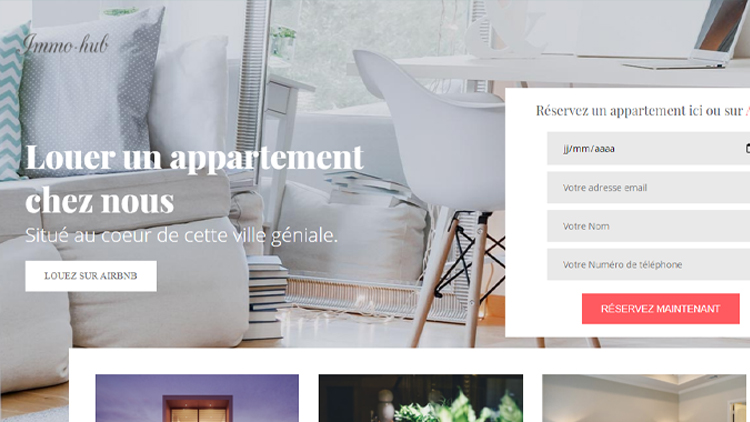 Immo-hub
Louer un appartement
chez nous
Situé au coeur de cette ville géniale.
LOUEZ SUR AIRBNB
Réservez un appartement ici ou sur
jj/mm/aaaa
Votre adresse email
Votre Nom
Votre Numéro de téléphone
RÉSERVEZ MAINTENANT